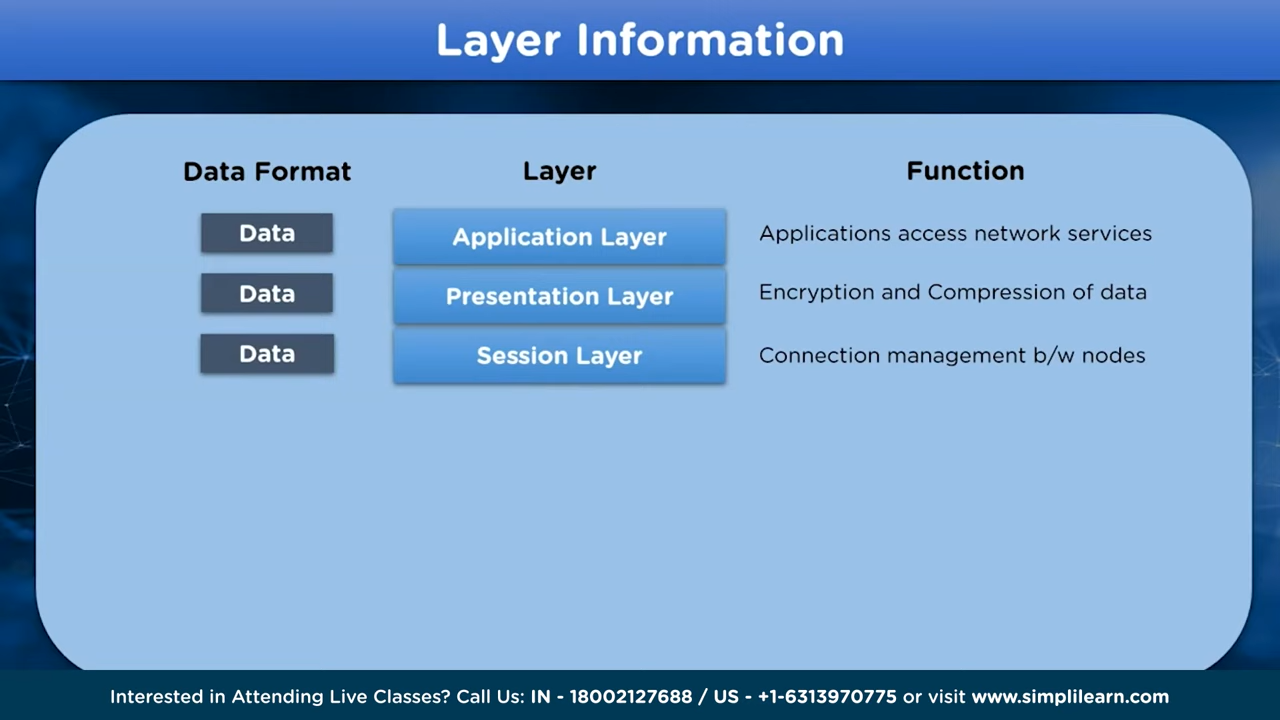 Layer Information
Data Format Layer Function
Data Application Layer Applications access network services
Data Presentation Layer Encryption and Compression of data
Data Session Layer Connection management b/w nodes
Interested in Attending Live Classes? Call Us: IN - 18002127688 / US - +1-6313970775 or visit www.simplilearn.com